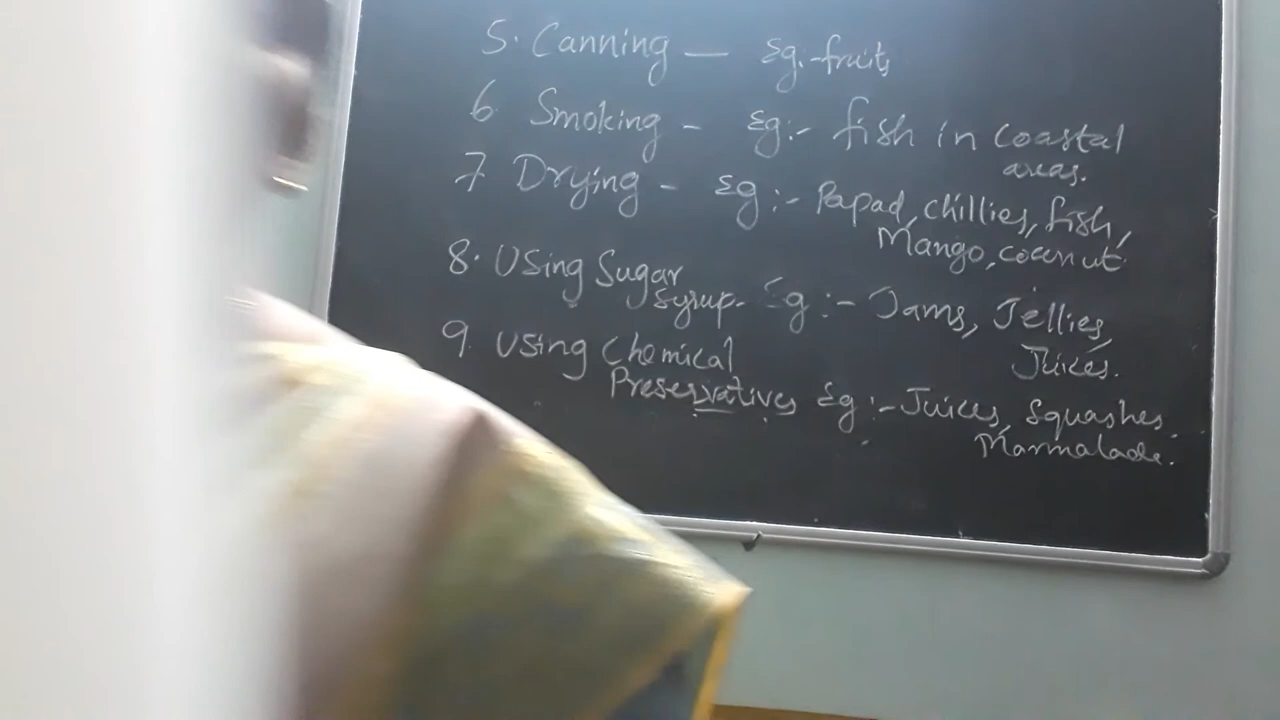 5. Canning — Eg:-fruits
6 Smoking - Eg:- fish in Coastal
areas.
7 Drying - Eg:- Papad, chillies, fish,
Mango, coconut
8. Using Sugar
Syrup- Eg:- Jams, Jellies,
Juices.
9. Using Chemical
Preservatives Eg:- Juices, Squashes.
Marmalade.